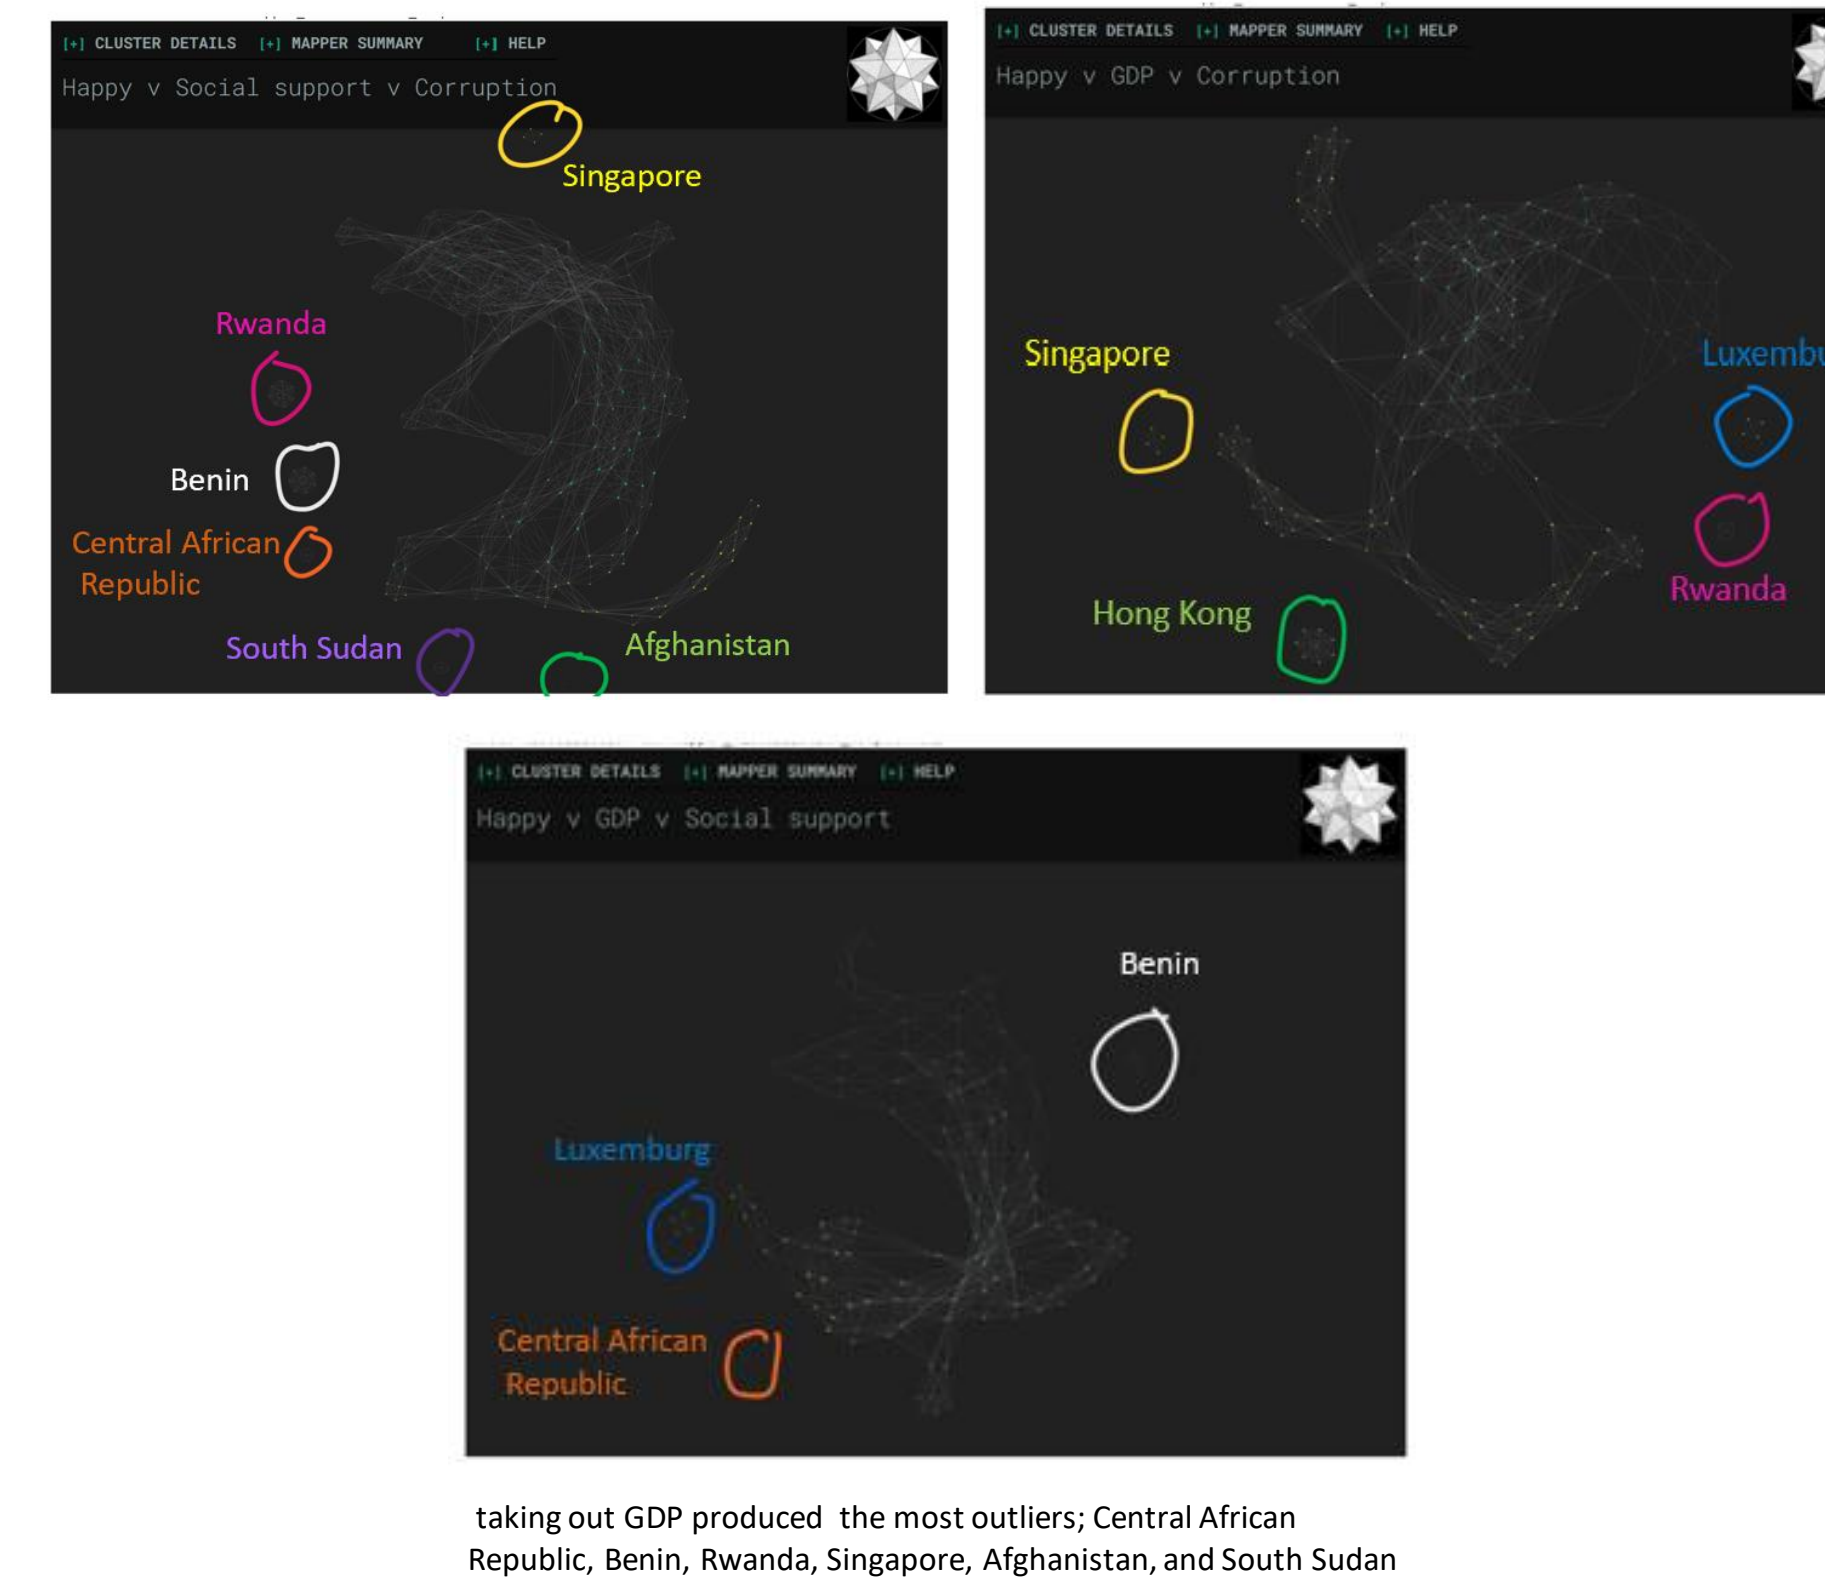 [+] CLUSTER DETAILS [+] MAPPER SUMMARY [+] HELP
Happy v Social support v Corruption
Singapore
Rwanda
Benin
Central African
Republic
South Sudan
Afghanistan
[+] CLUSTER DETAILS [+] MAPPER SUMMARY [+] HELP
Happy v GDP v Corruption
Singapore
Luxembu
Rwanda
Hong Kong
[+] CLUSTER DETAILS [+] MAPPER SUMMARY [+] HELP
Happy v GDP v Social support
Benin
Luxemburg
Central African
Republic
taking out GDP produced the most outliers; Central African
Republic, Benin, Rwanda, Singapore, Afghanistan, and South Sudan